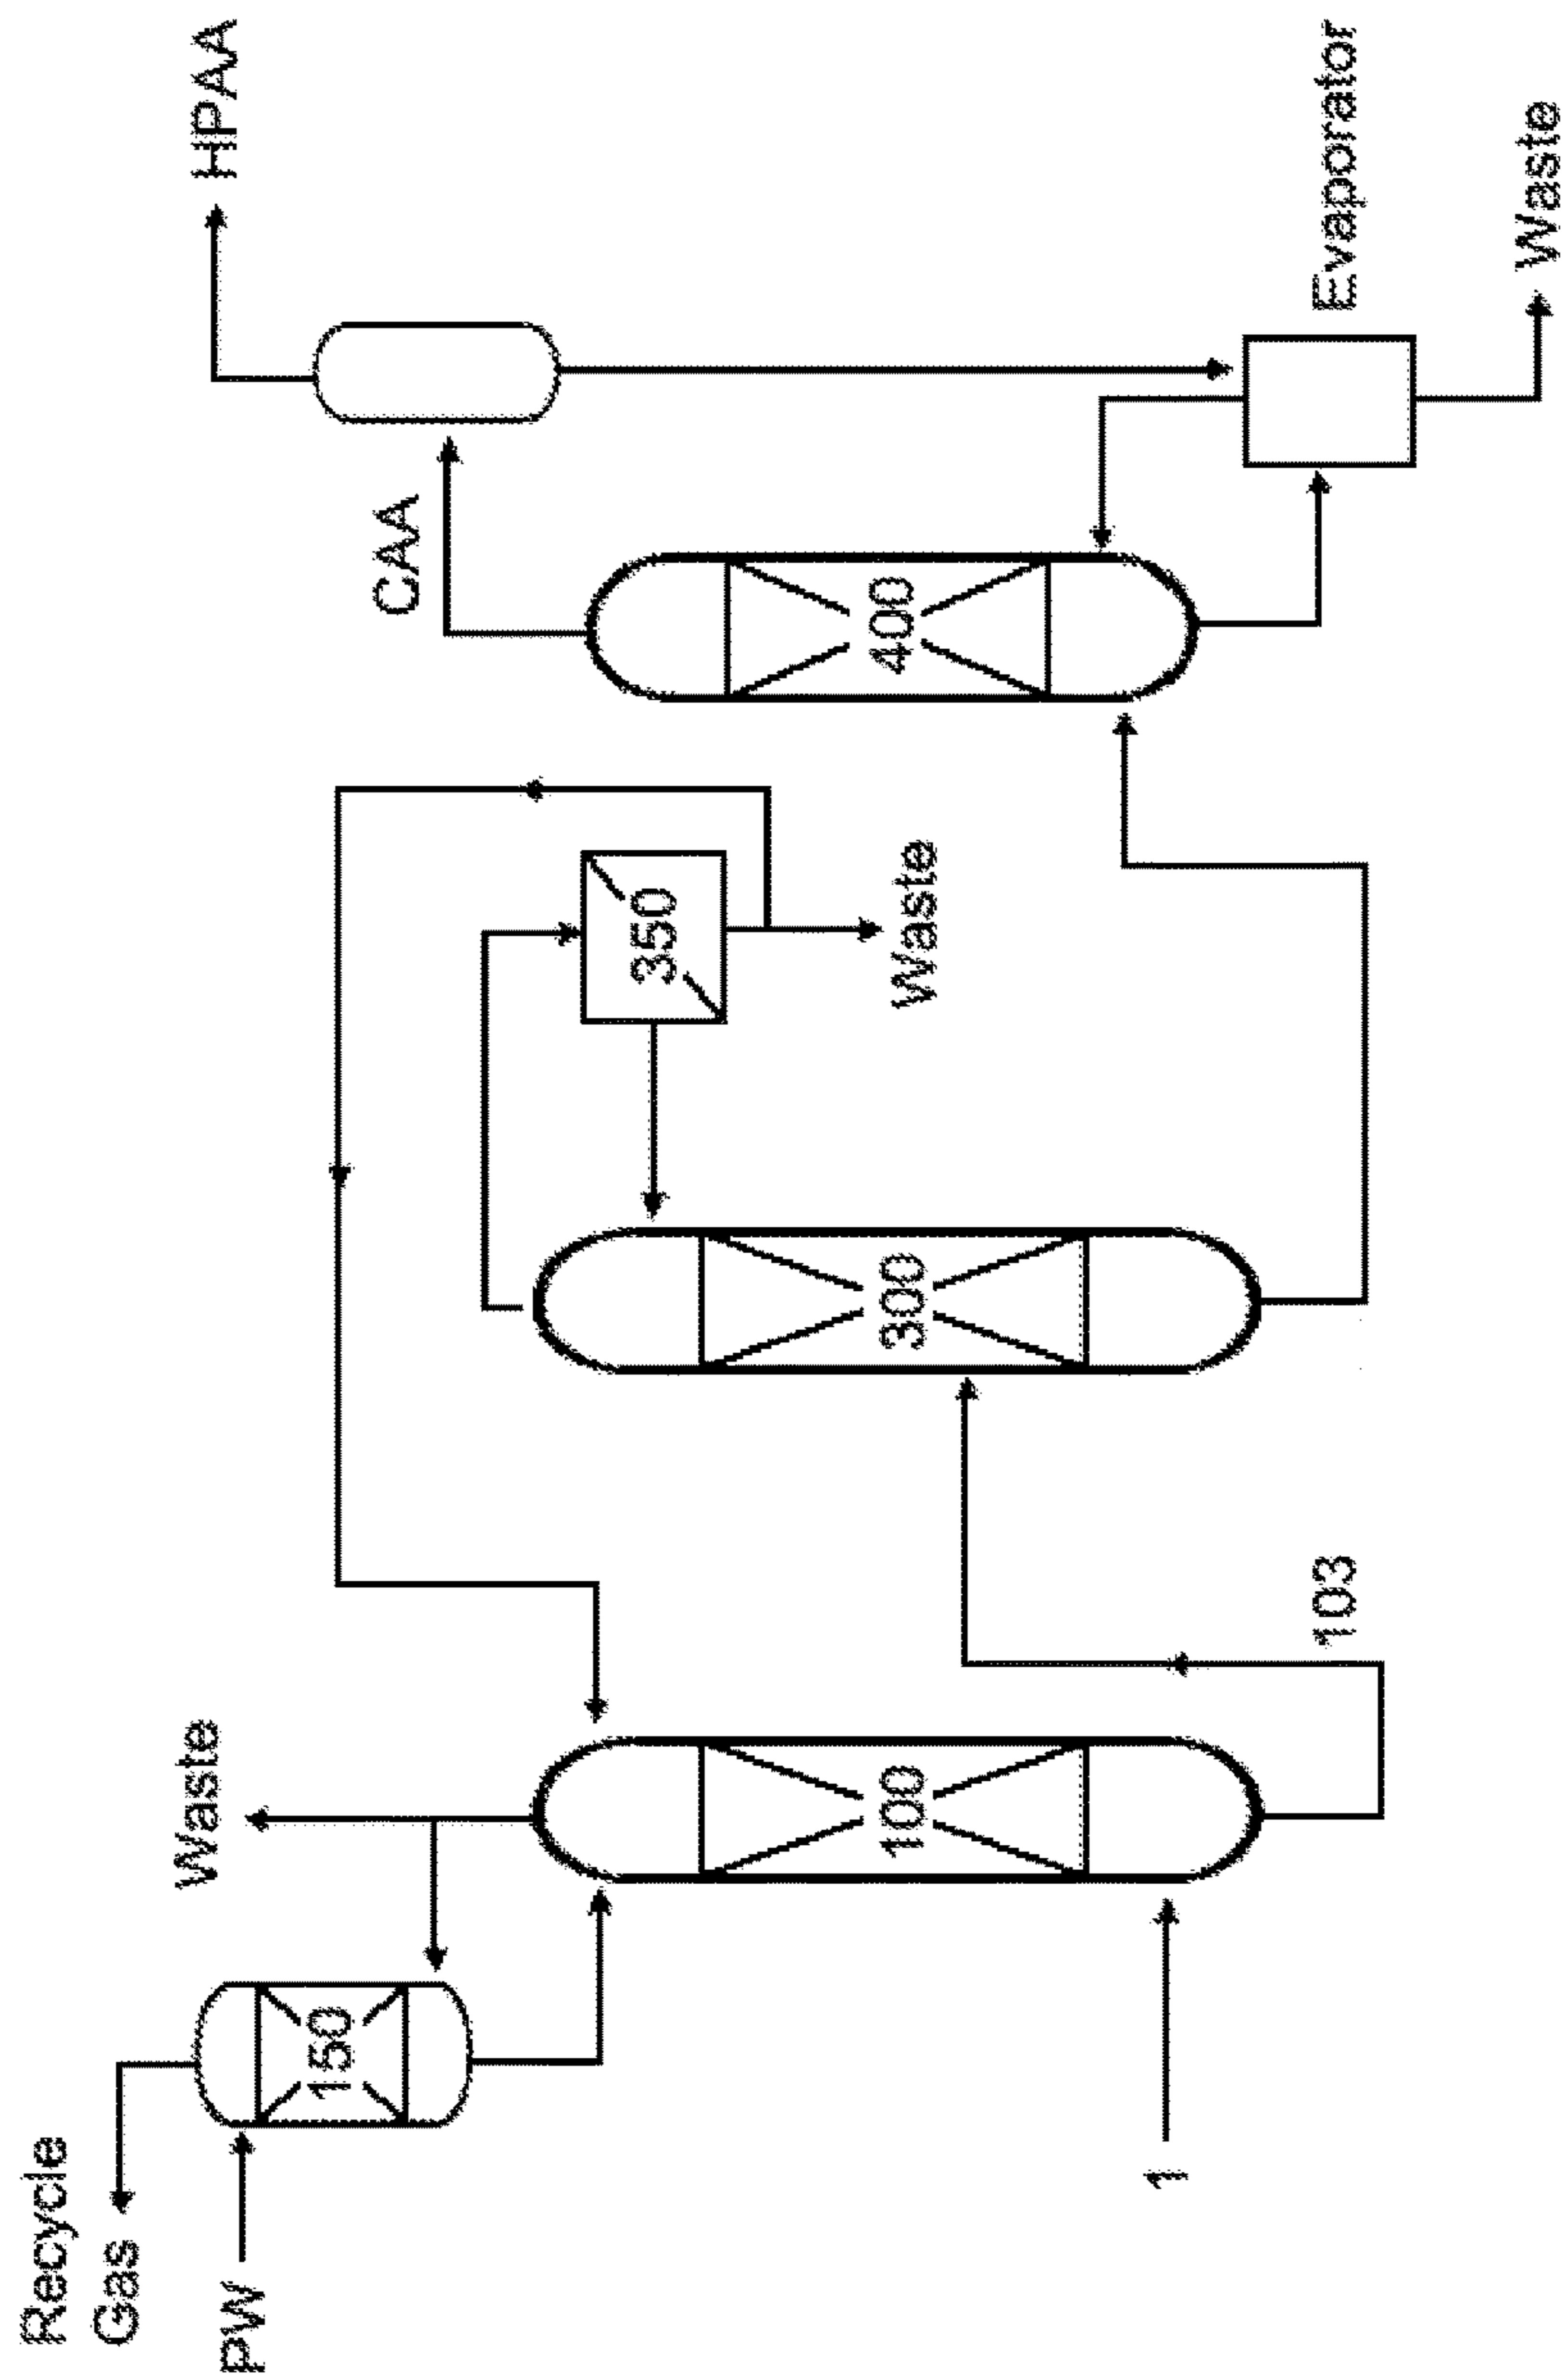 Recycle
Gas
PW
Waste
HPAA
CAA
150
100
300
350
400
Waste
Evaporator
Waste
1
103